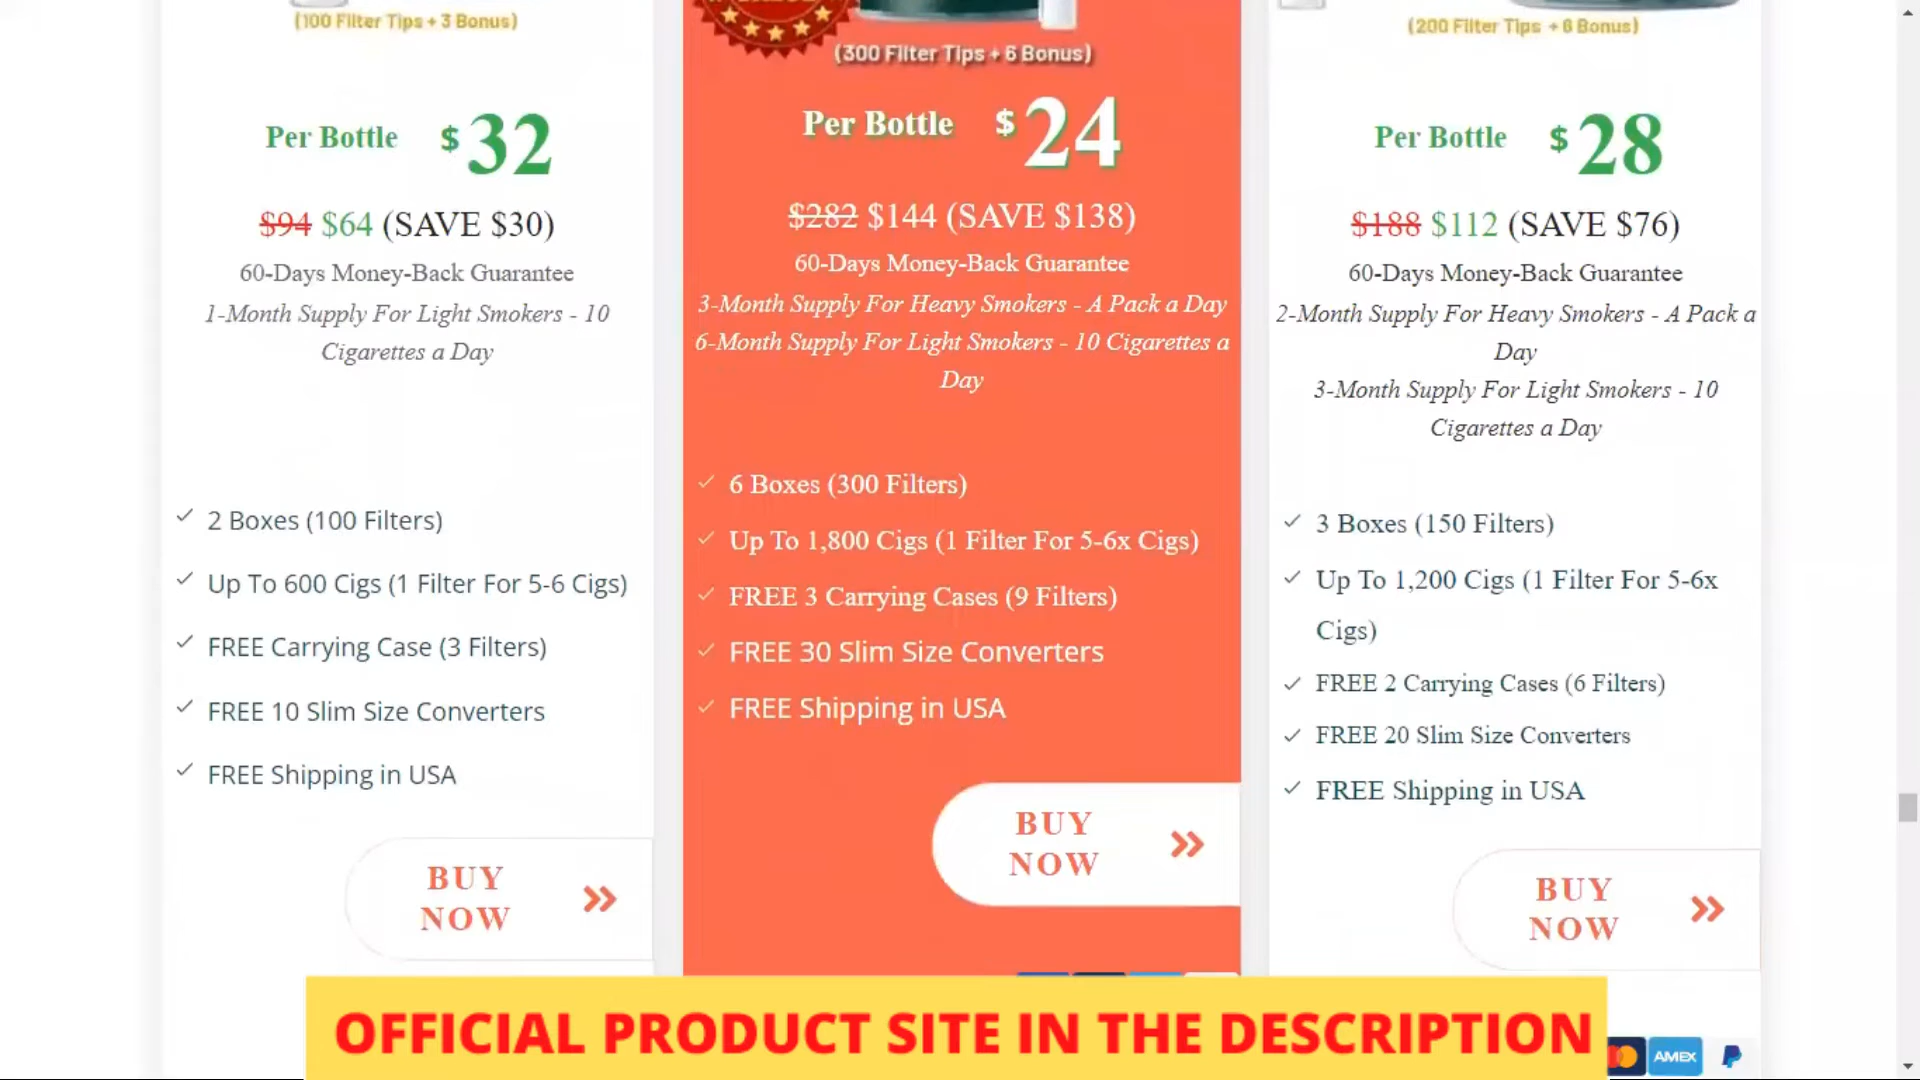 (100 Filter Tips + 3 Bonus)
Per Bottle $32
$94 $64 (SAVE $30)
60-Days Money-Back Guarantee
1-Month Supply For Light Smokers - 10
Cigarettes a Day
2 Boxes (100 Filters)
Up To 600 Cigs (1 Filter For 5-6 Cigs)
FREE Carrying Case (3 Filters)
FREE 10 Slim Size Converters
FREE Shipping in USA
BUY
NOW
(300 Filter Tips + 6 Bonus)
Per Bottle $24
$282 $144 (SAVE $138)
60-Days Money-Back Guarantee
3-Month Supply For Heavy Smokers - A Pack a Day
6-Month Supply For Light Smokers - 10 Cigarettes a
Day
6 Boxes (300 Filters)
Up To 1,800 Cigs (1 Filter For 5-6x Cigs)
FREE 3 Carrying Cases (9 Filters)
FREE 30 Slim Size Converters
FREE Shipping in USA
BUY
NOW
(200 Filter Tips + 6 Bonus)
Per Bottle $28
$188 $112 (SAVE $76)
60-Days Money-Back Guarantee
2-Month Supply For Heavy Smokers - A Pack a
Day
3-Month Supply For Light Smokers - 10
Cigarettes a Day
3 Boxes (150 Filters)
Up To 1,200 Cigs (1 Filter For 5-6x
Cigs)
FREE 2 Carrying Cases (6 Filters)
FREE 20 Slim Size Converters
FREE Shipping in USA
BUY
NOW
OFFICIAL PRODUCT SITE IN THE DESCRIPTION
AMEX